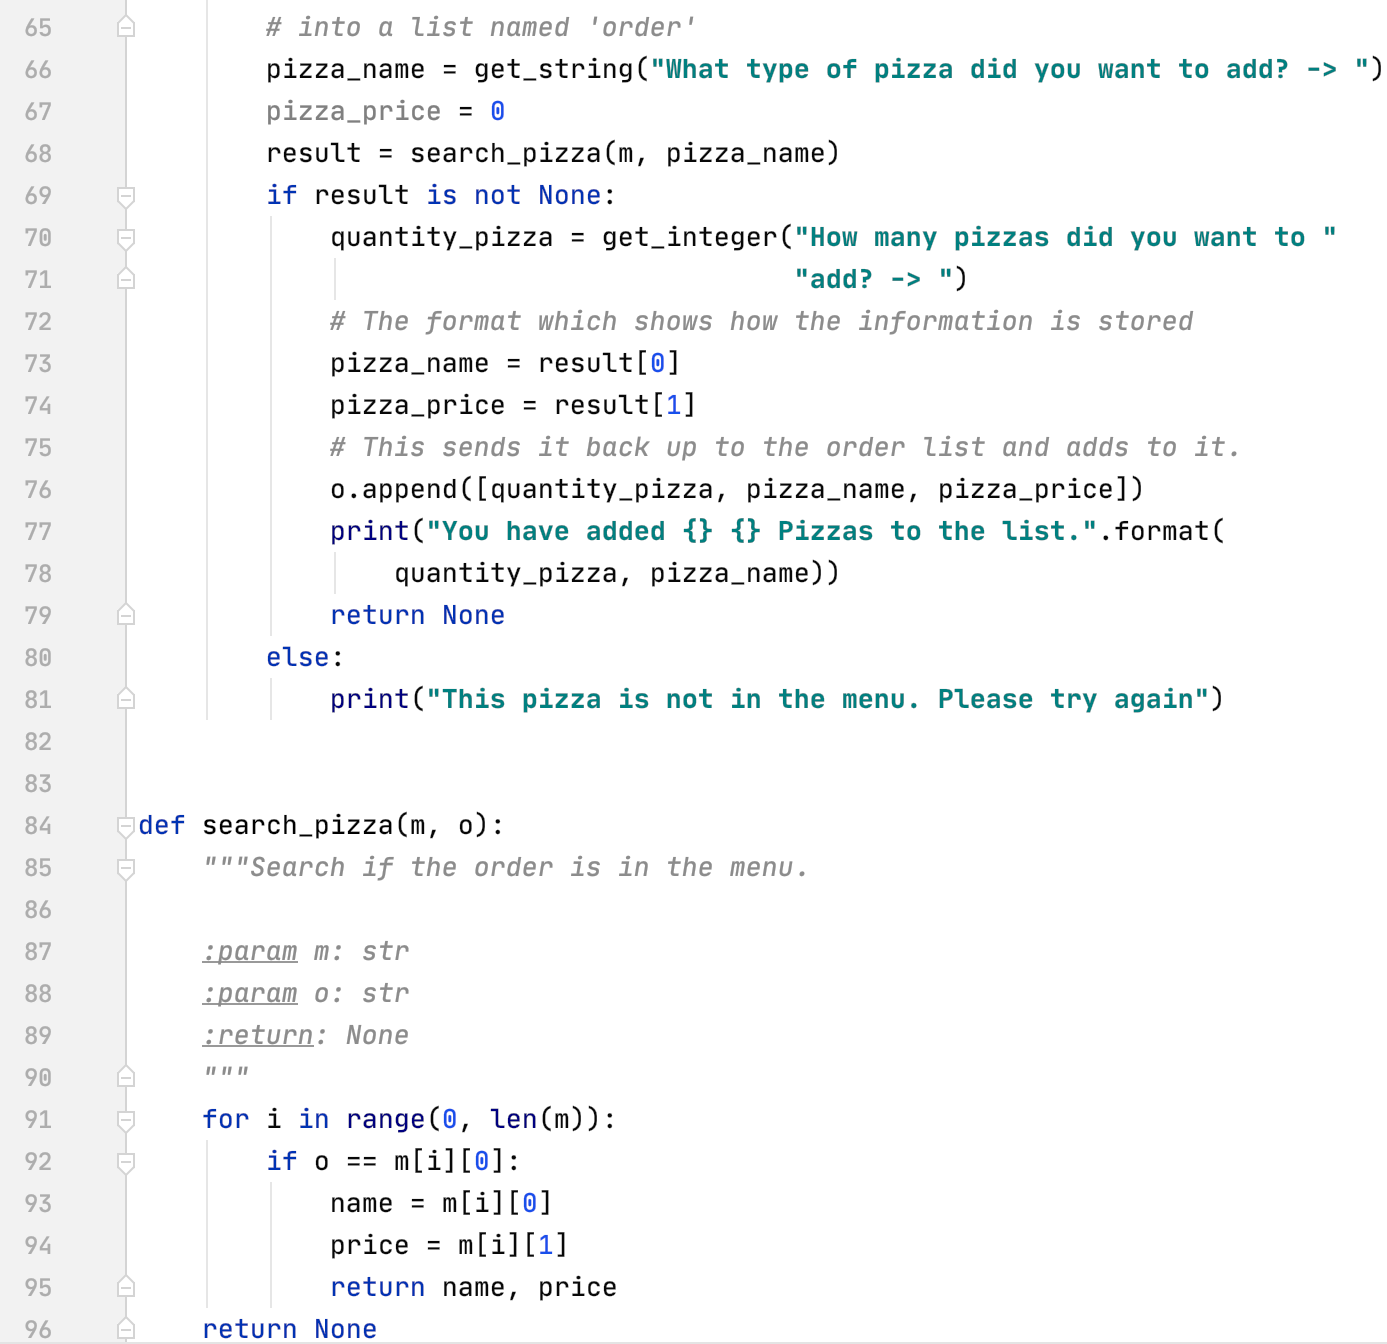 65 # into a list named 'order'
66 pizza_name = get_string("What type of pizza did you want to add? -> ")
67 pizza_price = 0
68 result = search_pizza(m, pizza_name)
69 if result is not None:
70 quantity_pizza = get_integer("How many pizzas did you want to "
71 "add? -> ")
72 # The format which shows how the information is stored
73 pizza_name = result[0]
74 pizza_price = result[1]
75 # This sends it back up to the order list and adds to it.
76 o.append([quantity_pizza, pizza_name, pizza_price])
77 print("You have added {} {} Pizzas to the list.".format(
78 quantity_pizza, pizza_name))
79 return None
80 else:
81 print("This pizza is not in the menu. Please try again")
82
83
84 def search_pizza(m, o):
85 """Search if the order is in the menu.
86
87 :param m: str
88 :param o: str
89 :return: None
90 """
91 for i in range(0, len(m)):
92 if o == m[i][0]:
93 name = m[i][0]
94 price = m[i][1]
95 return name, price
96 return None